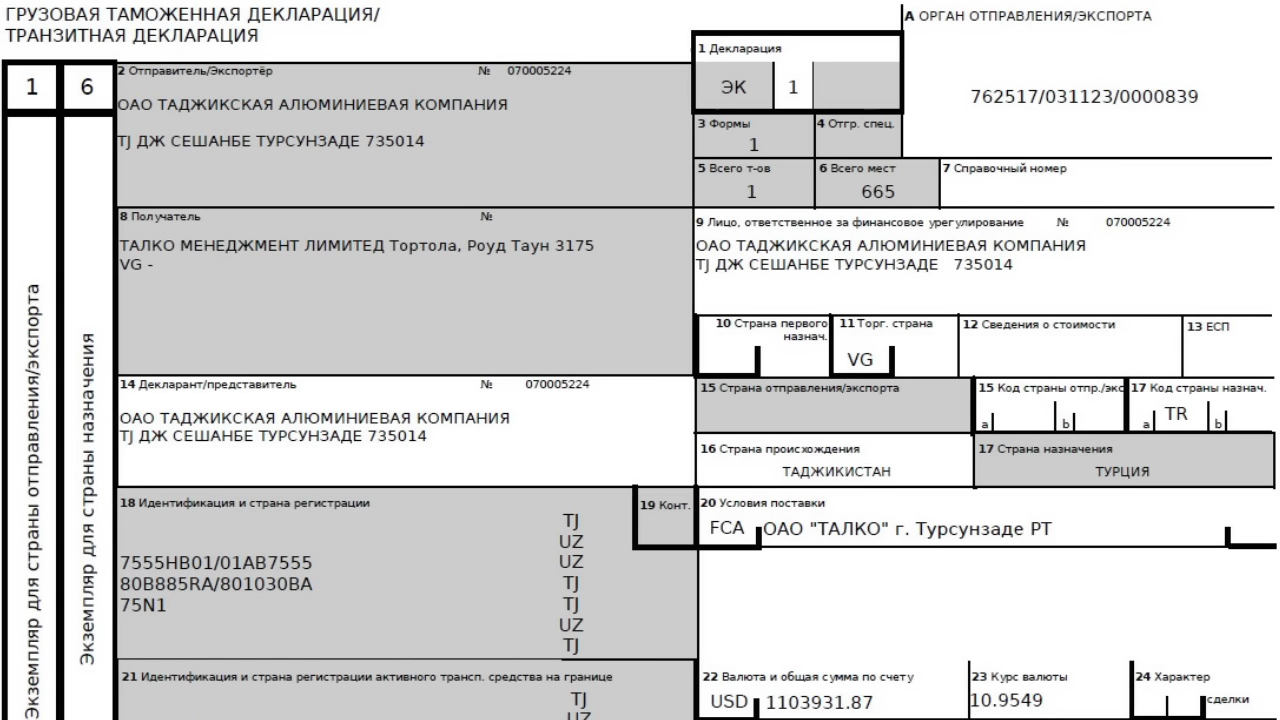 ГРУЗОВАЯ ТАМОЖЕННАЯ ДЕКЛАРАЦИЯ/
ТРАНЗИТНАЯ ДЕКЛАРАЦИЯ
А ОРГАН ОТПРАВЛЕНИЯ/ЭКСПОРТА
762517/031123/0000839
1 Декларация
ЭК 1
1 6
Экземпляр для страны отправления/экспорта
Экземпляр для страны назначения
2 Отправитель/Экспортёр № 070005224
ОАО ТАДЖИКСКАЯ АЛЮМИНИЕВАЯ КОМПАНИЯ
TJ ДЖ СЕШАНБЕ ТУРСУНЗАДЕ 735014
3 Формы
1
4 Отгр. спец.
5 Всего т-ов
1
6 Всего мест
665
7 Справочный номер
8 Получатель №
ТАЛКО МЕНЕДЖМЕНТ ЛИМИТЕД Тортола, Роуд Таун 3175
VG -
9 Лицо, ответственное за финансовое урегулирование № 070005224
ОАО ТАДЖИКСКАЯ АЛЮМИНИЕВАЯ КОМПАНИЯ
TJ ДЖ СЕШАНБЕ ТУРСУНЗАДЕ 735014
10 Страна первого
назнач.
11 Торг. страна
VG
12 Сведения о стоимости
13 ЕСП
14 Декларант/представитель № 070005224
ОАО ТАДЖИКСКАЯ АЛЮМИНИЕВАЯ КОМПАНИЯ
TJ ДЖ СЕШАНБЕ ТУРСУНЗАДЕ 735014
15 Страна отправления/экспорта
15 Код страны отпр./экс
a b
17 Код страны назнач.
a TR b
16 Страна происхождения
ТАДЖИКИСТАН
17 Страна назначения
ТУРЦИЯ
18 Идентификация и страна регистрации
TJ
UZ
7555HB01/01AB7555 UZ
80B885RA/801030BA TJ
75N1 TJ
UZ
TJ
19 Конт.
20 Условия поставки
FCA ОАО "ТАЛКО" г. Турсунзаде РТ
21 Идентификация и страна регистрации активного трансп. средства на границе
TJ
UZ
22 Валюта и общая сумма по счету
USD 1103931.87
23 Курс валюты
10.9549
24 Характер
сделки